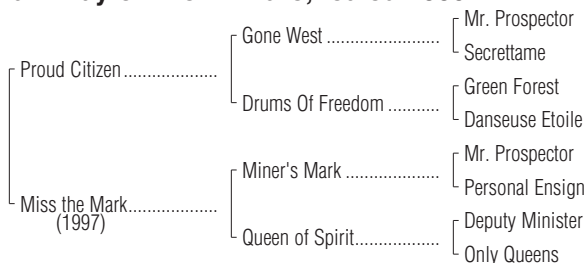 Mr. Prospector
Gone West ........................
Secrettame
Proud Citizen ....................
Green Forest
Drums Of Freedom ...........
Danseuse Etoile
Mr. Prospector
Miner's Mark .....................
Personal Ensign
Miss the Mark...................
(1997)
Deputy Minister
Queen of Spirit.................
Only Queens